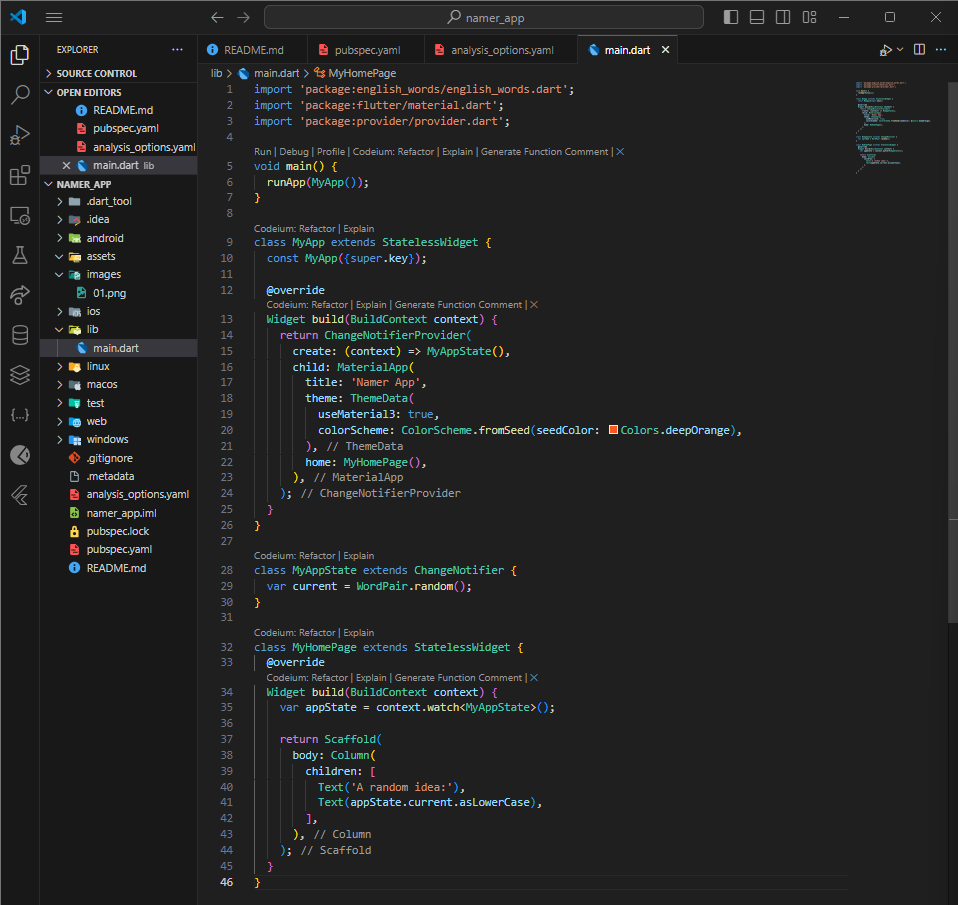 namer_app
EXPLORER
README.md
pubspec.yaml
analysis_options.yaml
main.dart
SOURCE CONTROL
OPEN EDITORS
README.md
pubspec.yaml
analysis_options.yaml
main.dart lib
NAMER_APP
.dart_tool
.idea
android
assets
images
01.png
ios
lib
main.dart
linux
macos
test
web
windows
.gitignore
.metadata
analysis_options.yaml
namer_app.iml
pubspec.lock
pubspec.yaml
README.md
lib > main.dart > MyHomePage
1 import 'package:english_words/english_words.dart';
2 import 'package:flutter/material.dart';
3 import 'package:provider/provider.dart';
4
Run | Debug | Profile | Codeium: Refactor | Explain | Generate Function Comment | X
5 void main() {
6 runApp(MyApp());
7 }
8
Codeium: Refactor | Explain
9 class MyApp extends StatelessWidget {
10 const MyApp({super.key});
11
12 @override
Codeium: Refactor | Explain | Generate Function Comment | X
13 Widget build(BuildContext context) {
14 return ChangeNotifierProvider(
15 create: (context) => MyAppState(),
16 child: MaterialApp(
17 title: 'Namer App',
18 theme: ThemeData(
19 useMaterial3: true,
20 colorScheme: ColorScheme.fromSeed(seedColor: Colors.deepOrange),
21 ), // ThemeData
22 home: MyHomePage(),
23 ), // MaterialApp
24 ); // ChangeNotifierProvider
25 }
26 }
27
Codeium: Refactor | Explain
28 class MyAppState extends ChangeNotifier {
29 var current = WordPair.random();
30 }
31
Codeium: Refactor | Explain
32 class MyHomePage extends StatelessWidget {
33 @override
Codeium: Refactor | Explain | Generate Function Comment | X
34 Widget build(BuildContext context) {
35 var appState = context.watch<MyAppState>();
36
37 return Scaffold(
38 body: Column(
39 children: [
40 Text('A random idea:'),
41 Text(appState.current.asLowerCase),
42 ],
43 ), // Column
44 ); // Scaffold
45 }
46 }